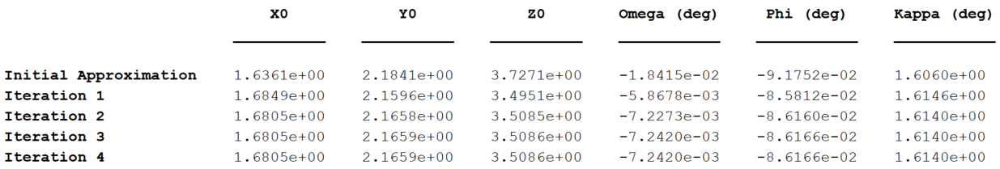 X0 Y0 Z0 Omega (deg) Phi (deg) Kappa (deg)
Initial Approximation 1.6361e+00 2.1841e+00 3.7271e+00 -1.8415e-02 -9.1752e-02 1.6060e+00
Iteration 1 1.6849e+00 2.1596e+00 3.4951e+00 -5.8678e-03 -8.5812e-02 1.6146e+00
Iteration 2 1.6805e+00 2.1658e+00 3.5085e+00 -7.2273e-03 -8.6160e-02 1.6140e+00
Iteration 3 1.6805e+00 2.1659e+00 3.5086e+00 -7.2420e-03 -8.6166e-02 1.6140e+00
Iteration 4 1.6805e+00 2.1659e+00 3.5086e+00 -7.2420e-03 -8.6166e-02 1.6140e+00